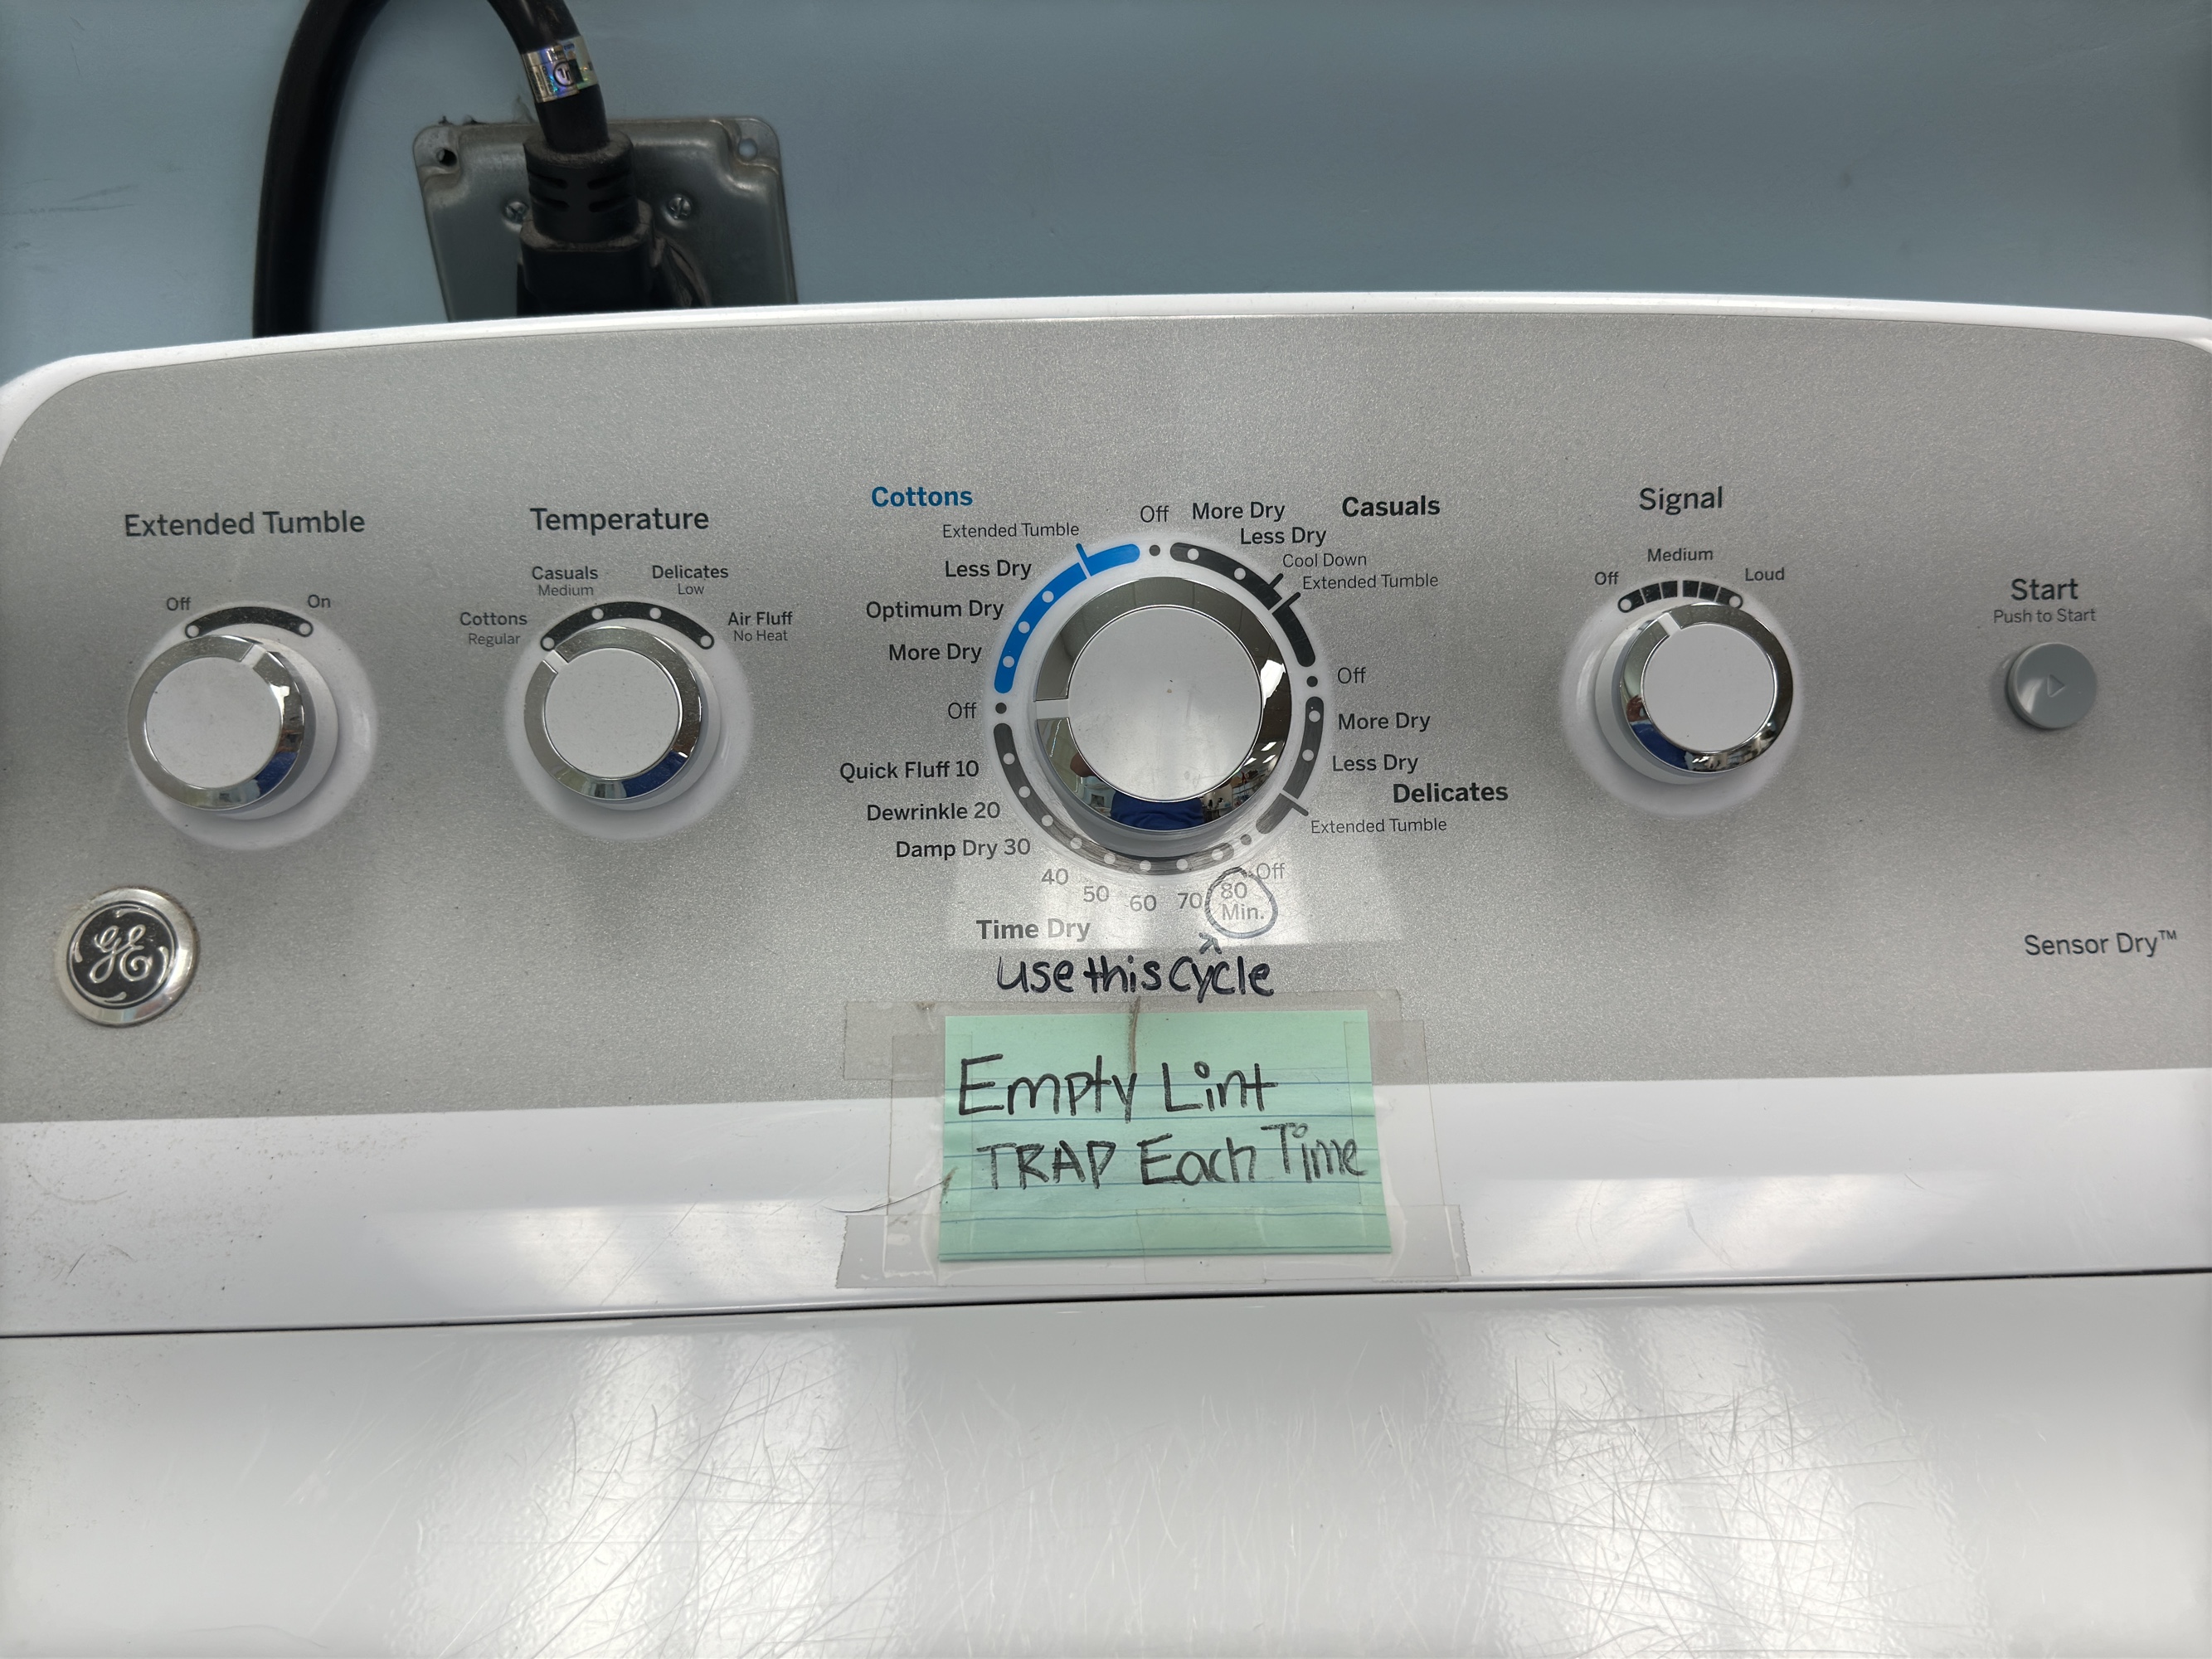 Extended Tumble
Off
On
Temperature
Cottons
Regular
Casuals
Medium
Delicates
Low
Air Fluff
No Heat
Cottons
Extended Tumble
Less Dry
Optimum Dry
More Dry
Off
Quick Fluff 10
Dewrinkle 20
Damp Dry 30
40
50
60
70
80
Min.
Off
Time Dry
Off
More Dry
Less Dry
Casuals
Cool Down
Extended Tumble
Off
More Dry
Less Dry
Delicates
Extended Tumble
Signal
Off
Medium
Loud
Start
Push to Start
GE
Sensor Dry™
use this cycle
Empty Lint
TRAP Each Time